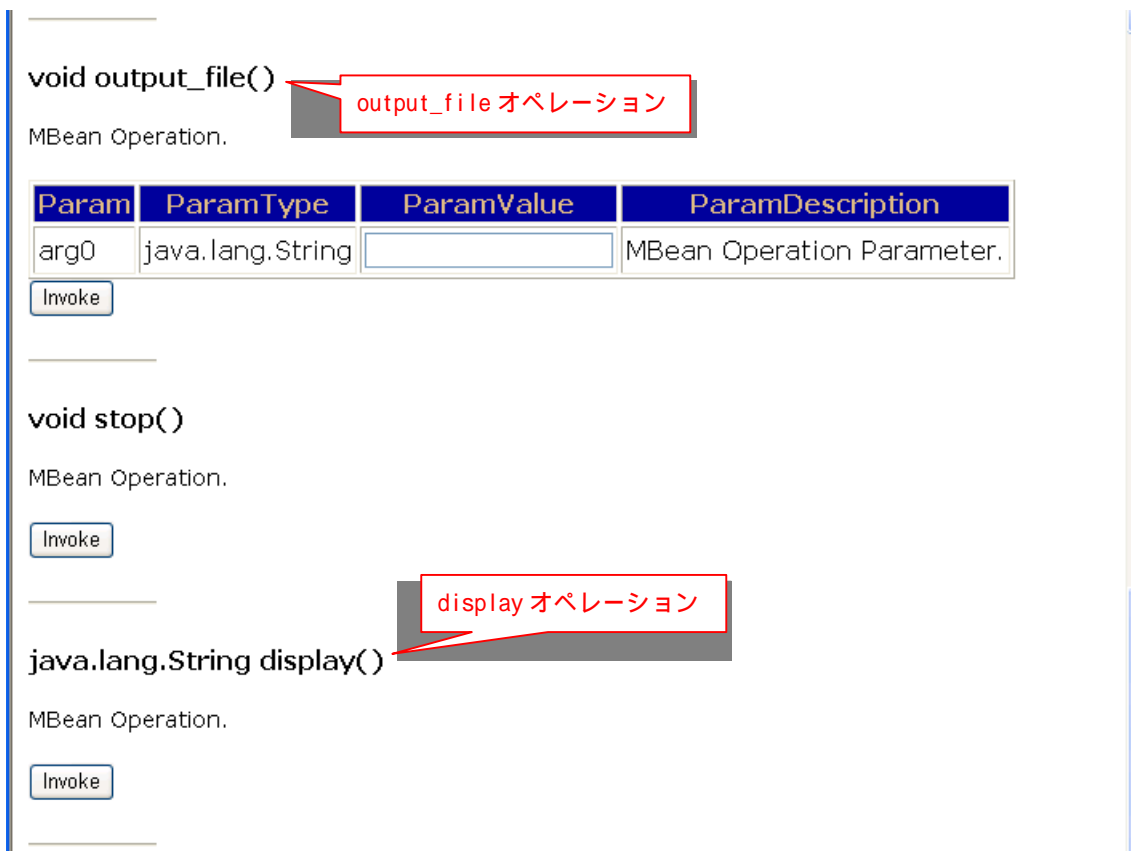 void output_file()
output_file オペレーション
MBean Operation.
Param ParamType ParamValue ParamDescription
arg0 java.lang.String MBean Operation Parameter.
Invoke
void stop()
MBean Operation.
Invoke
display オペレーション
java.lang.String display()
MBean Operation.
Invoke